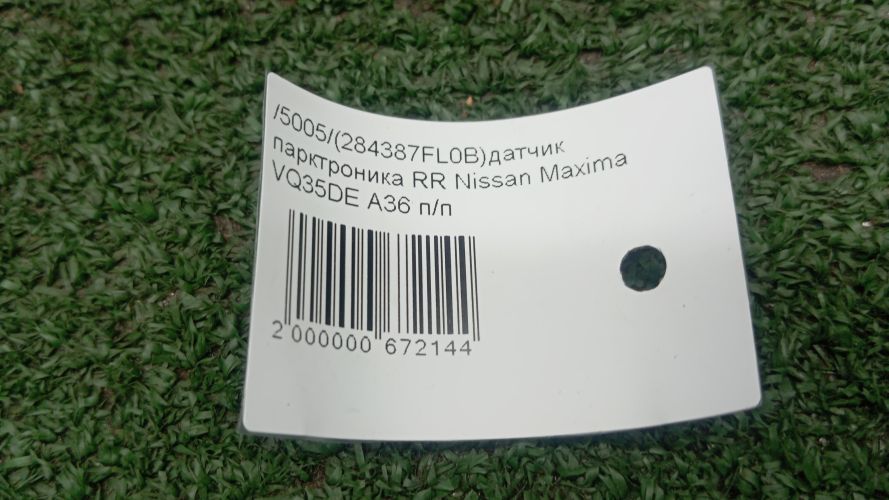 /5005/(284387FL0B)датчик
парктроника RR Nissan Maxima
VQ35DE A36 п/п
2 000000 672144